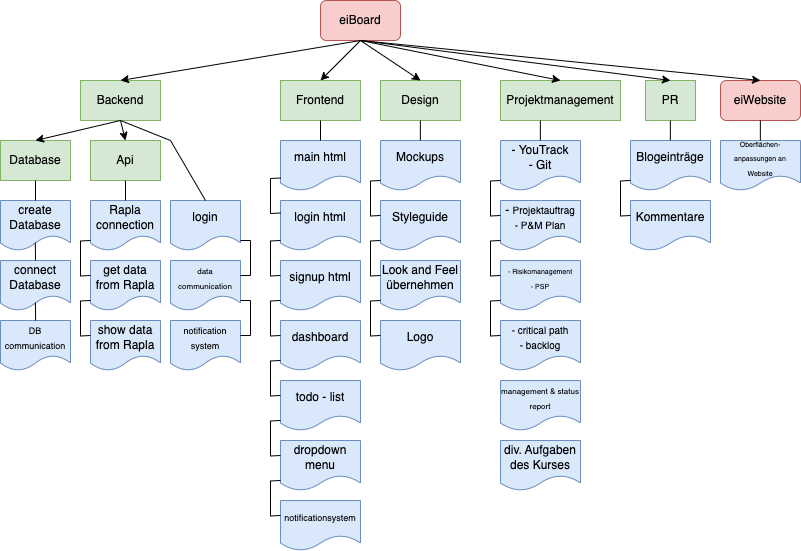 eiBoard
Backend
Frontend
Design
Projektmanagement
PR
eiWebsite
Database
Api
create
Database
connect
Database
DB
communication
Rapla
connection
get data
from Rapla
show data
from Rapla
login
data
communication
notification
system
main html
login html
signup html
dashboard
todo - list
dropdown
menu
notificationsystem
Mockups
Styleguide
Look and Feel
übernehmen
Logo
- YouTrack
- Git
- Projektauftrag
- P&M Plan
- Risikomanagement
- PSP
- critical path
- backlog
management & status
report
div. Aufgaben
des Kurses
Blogeinträge
Kommentare
Oberflächen-
anpassungen an
Website